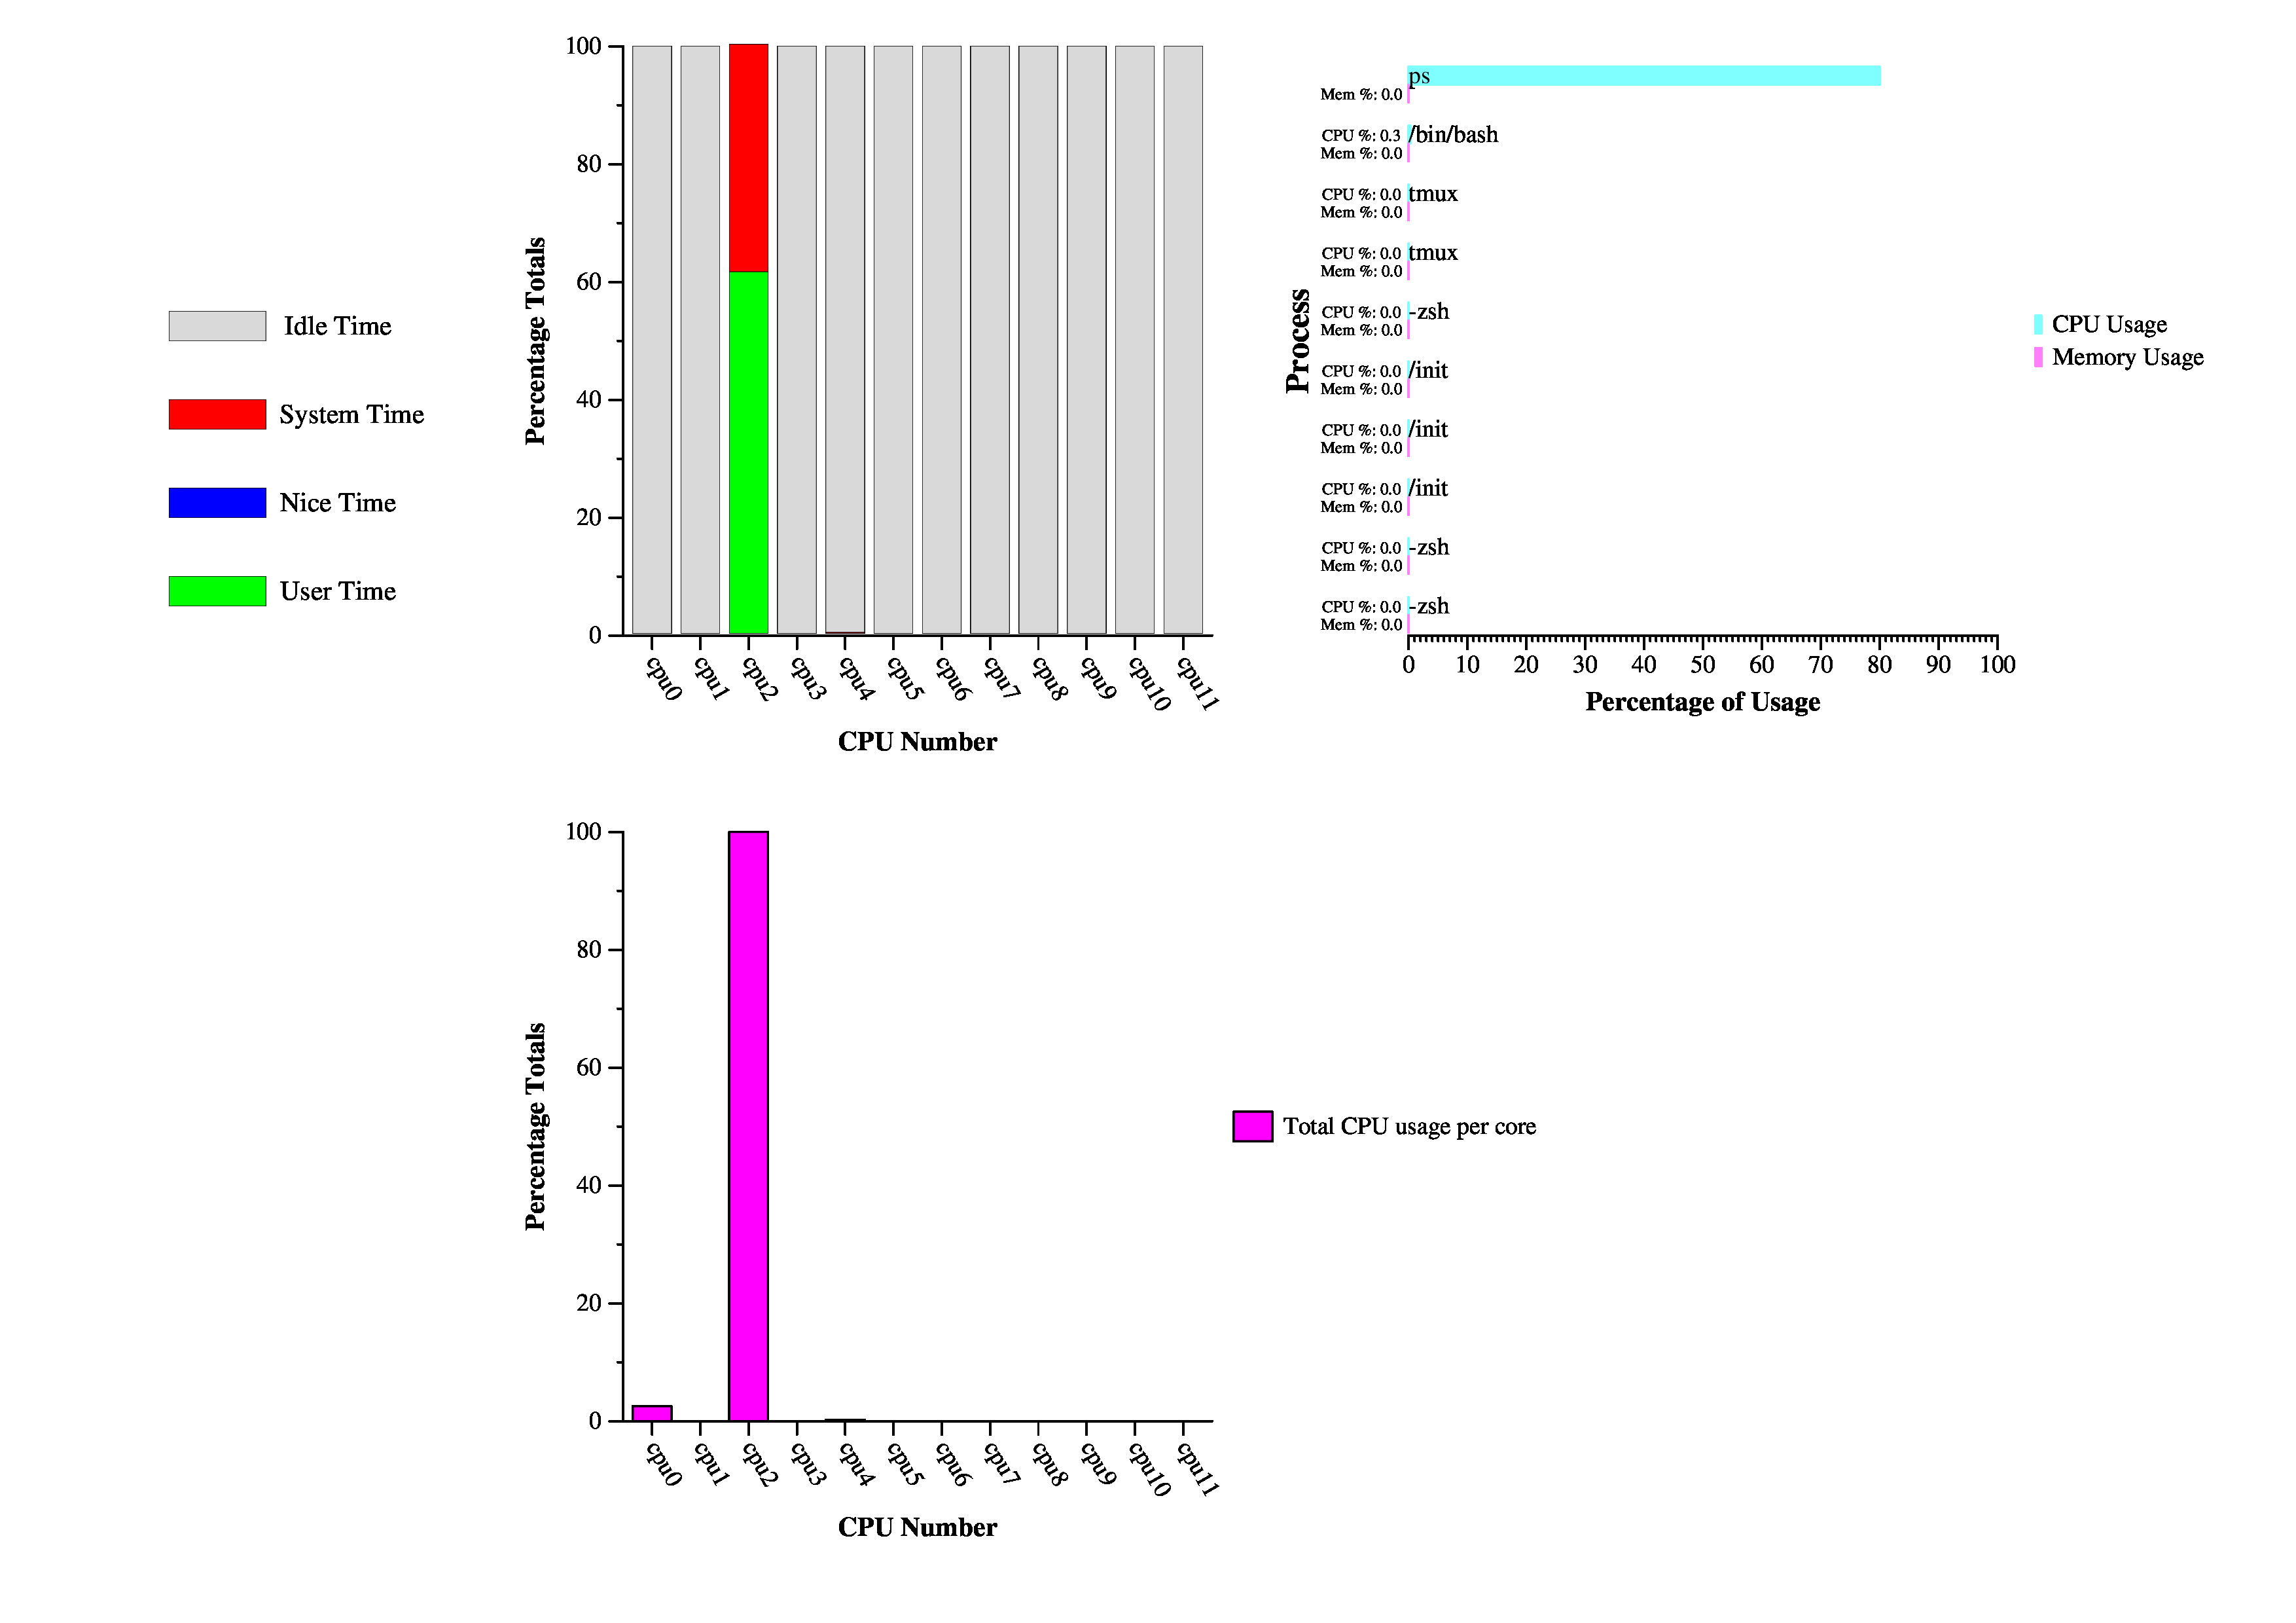 Idle Time
System Time
Nice Time
User Time
Percentage Totals
100
80
60
40
20
0
cpu0
cpu1
cpu2
cpu3
cpu4
cpu5
cpu6
cpu7
cpu8
cpu9
cpu10
cpu11
CPU Number
Process
ps
Mem %: 0.0
CPU %: 0.3 /bin/bash
Mem %: 0.0
CPU %: 0.0 tmux
Mem %: 0.0
CPU %: 0.0 tmux
Mem %: 0.0
CPU %: 0.0 -zsh
Mem %: 0.0
CPU %: 0.0 /init
Mem %: 0.0
CPU %: 0.0 /init
Mem %: 0.0
CPU %: 0.0 /init
Mem %: 0.0
CPU %: 0.0 -zsh
Mem %: 0.0
CPU %: 0.0 -zsh
Mem %: 0.0
0 10 20 30 40 50 60 70 80 90 100
Percentage of Usage
CPU Usage
Memory Usage
Percentage Totals
100
80
60
40
20
0
cpu0
cpu1
cpu2
cpu3
cpu4
cpu5
cpu6
cpu7
cpu8
cpu9
cpu10
cpu11
CPU Number
Total CPU usage per core